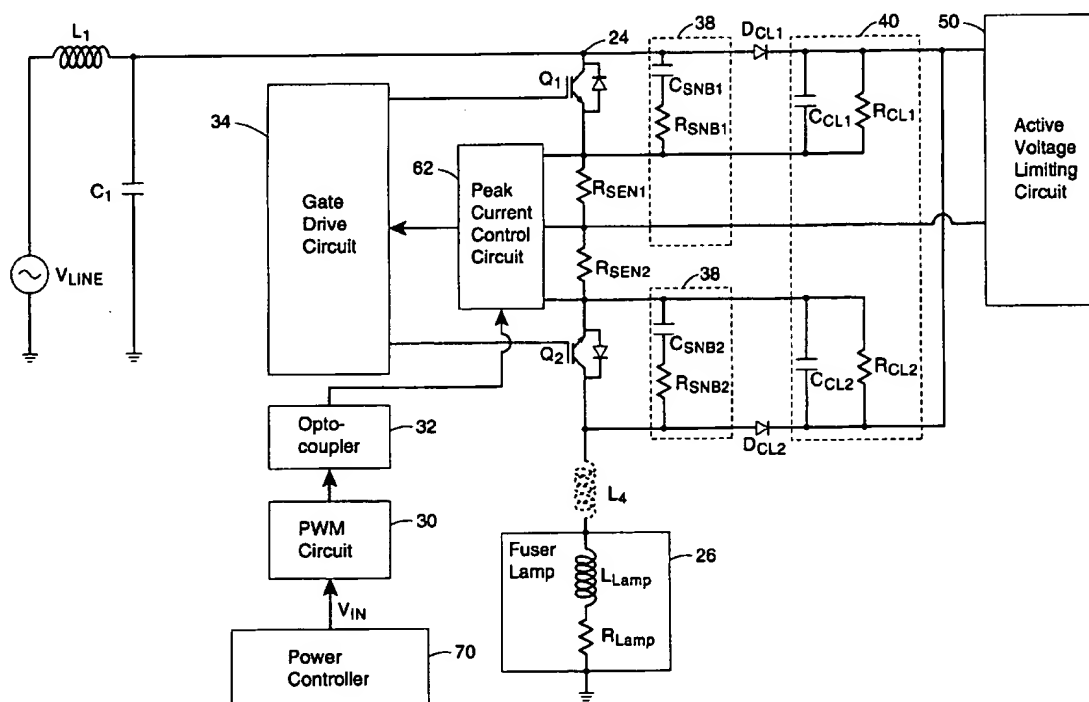 L1
VLINE
C1
34
Gate
Drive
Circuit
62
Peak
Current
Control
Circuit
24
Q1
RSEN1
RSEN2
Q2
38
CSNB1
RSNB1
DCL1
40
CCL1
RCL1
50
Active
Voltage
Limiting
Circuit
38
CSNB2
RSNB2
CCL2
RCL2
DCL2
Opto-
coupler
32
PWM
Circuit
30
VIN
Power
Controller
70
L4
Fuser
Lamp
26
LLamp
RLamp